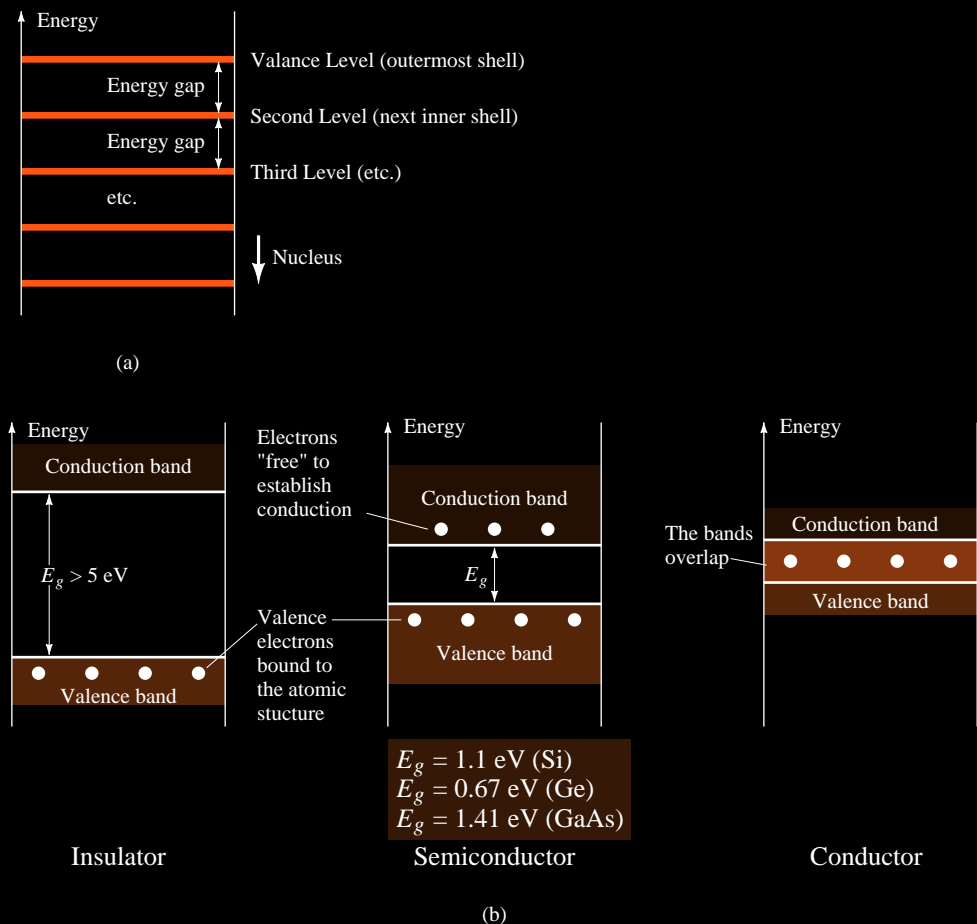 Energy
Valance Level (outermost shell)
Energy gap
Second Level (next inner shell)
Energy gap
Third Level (etc.)
etc.
Nucleus
(a)
Energy
Conduction band
E_g > 5 eV
Valence band
Electrons
"free" to
establish
conduction
Valence
electrons
bound to
the atomic
stucture
Energy
Conduction band
E_g
Valence band
E_g = 1.1 eV (Si)
E_g = 0.67 eV (Ge)
E_g = 1.41 eV (GaAs)
Energy
Conduction band
The bands
overlap
Valence band
Insulator
Semiconductor
Conductor
(b)